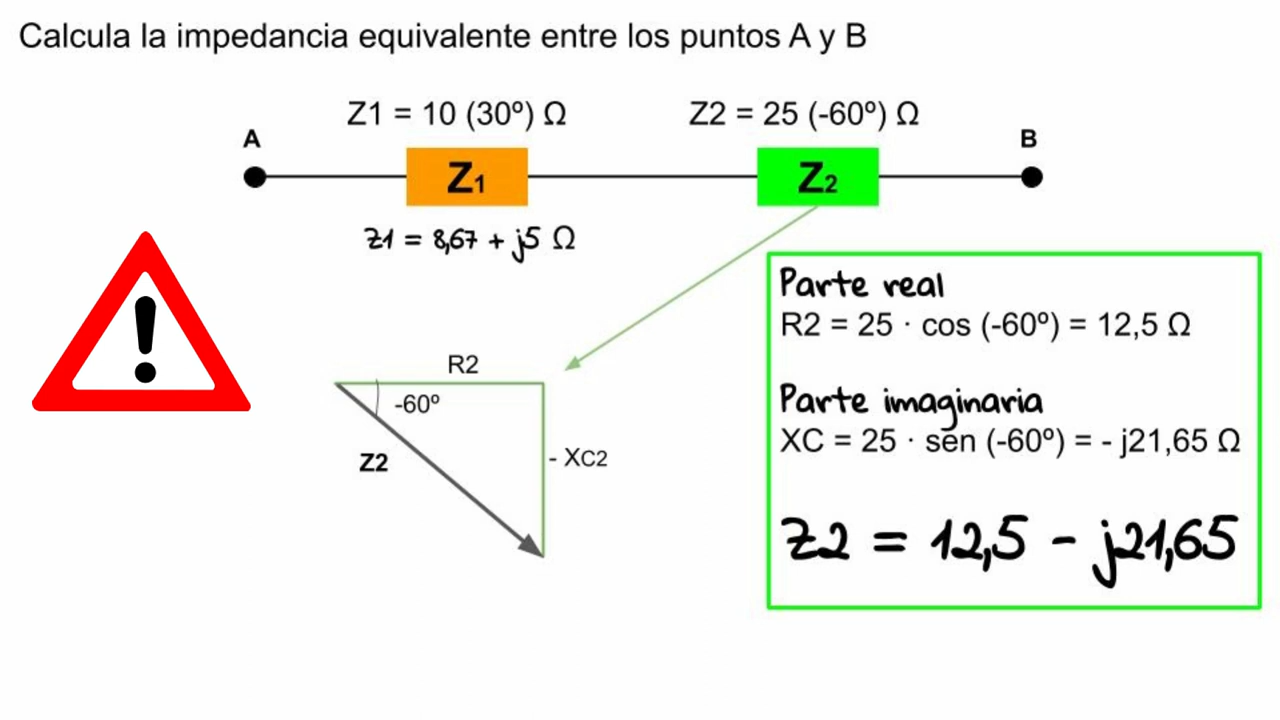 Calcula la impedancia equivalente entre los puntos A y B
Z1 = 10 (30º) Ω
Z2 = 25 (-60º) Ω
A
B
Z1
Z2
Z1 = 8,67 + j5 Ω
!
Parte real
R2 = 25 · cos (-60º) = 12,5 Ω
R2
-60º
Parte imaginaria
XC = 25 · sen (-60º) = - j21,65 Ω
Z2
- XC2
Z2 = 12,5 - j21,65